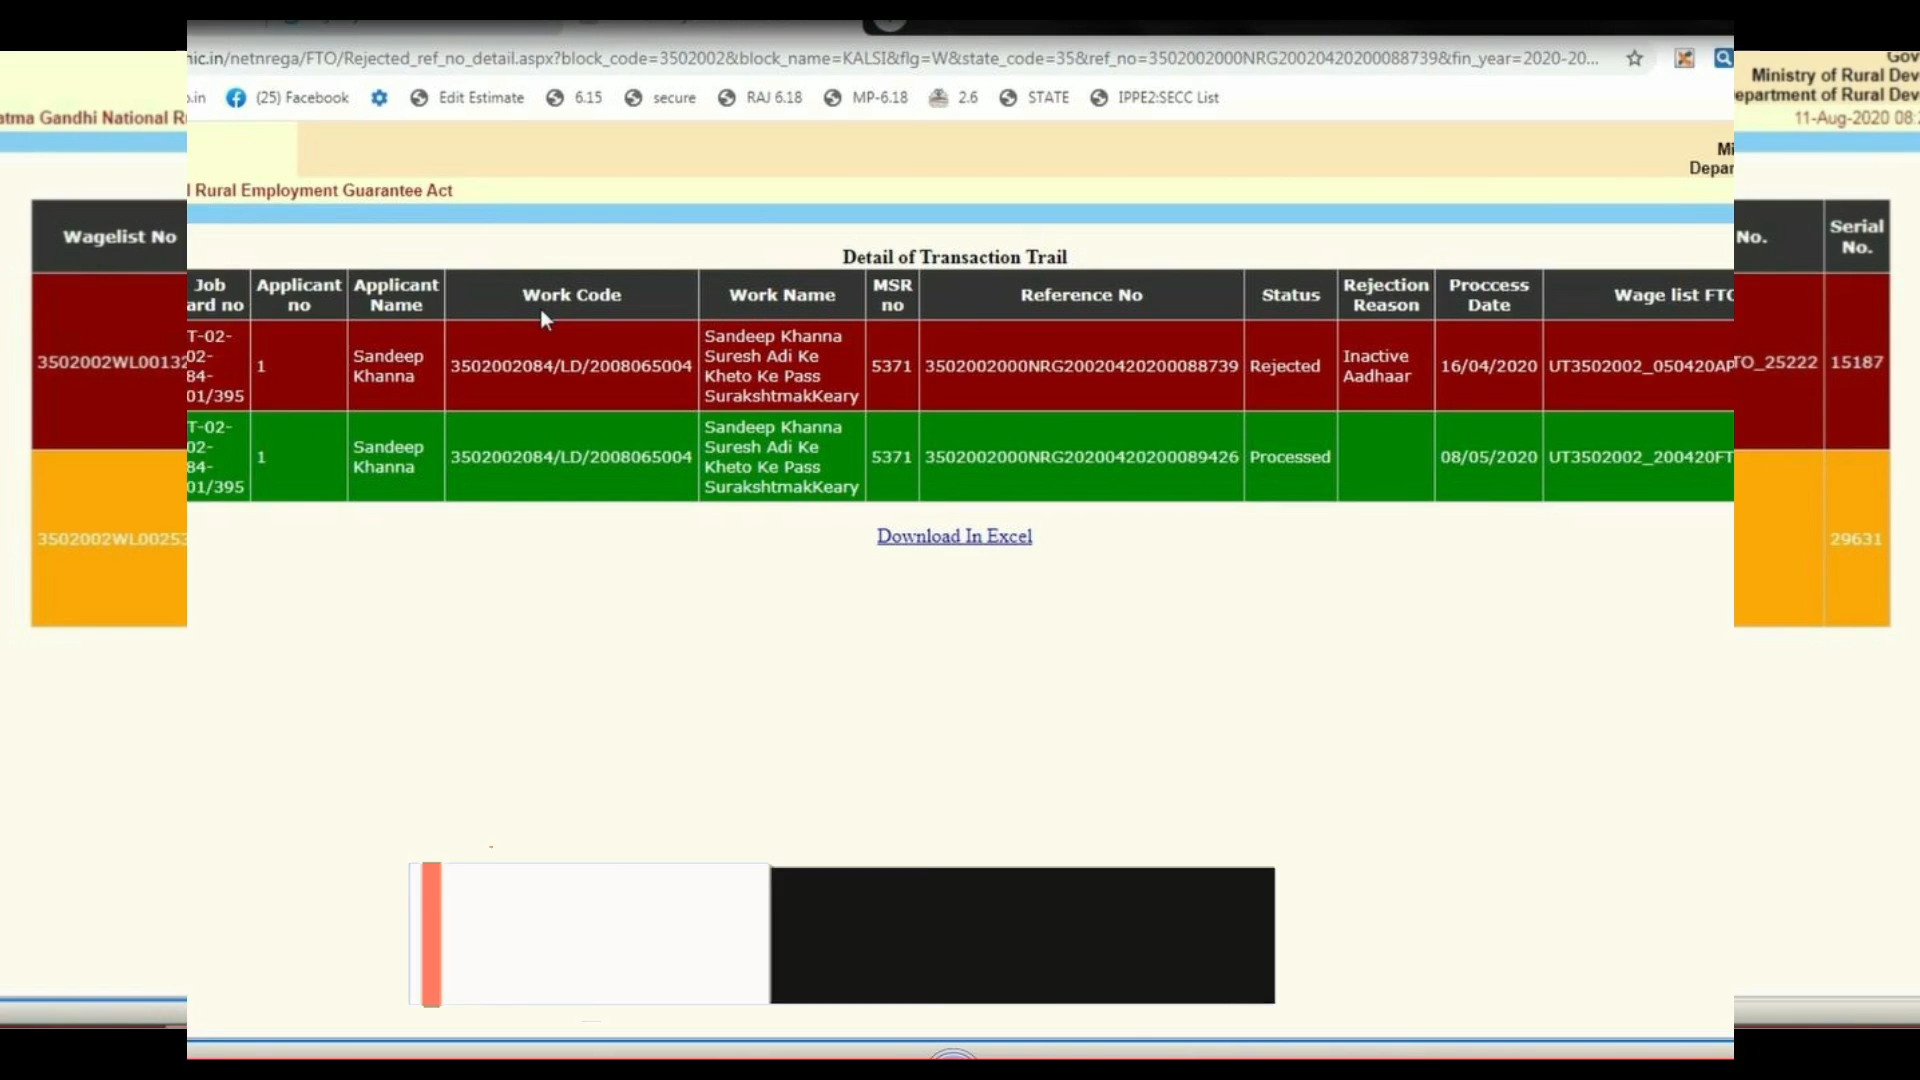 nic.in/netnrega/FTO/Rejected_ref_no_detail.aspx?block_code=3502002&block_name=KALSI&flg=W&state_code=35&ref_no=3502002000NRG20020420200088739&fin_year=2020-20...
(25) Facebook Edit Estimate 6.15 secure RAJ 6.18 MP-6.18 2.6 STATE IPPE2:SECC List
Gov
Ministry of Rural Dev
epartment of Rural Dev
11-Aug-2020 08:
atma Gandhi National R
Mi
Depar
Rural Employment Guarantee Act
Detail of Transaction Trail
Wagelist No
Job
ard no
Applicant
no
Applicant
Name
Work Code
Work Name
MSR
no
Reference No
Status
Rejection
Reason
Proccess
Date
Wage list FTO
No.
Serial
No.
3502002WL00132
T-02-
02-
84-
01/395
1
Sandeep
Khanna
3502002084/LD/2008065004
Sandeep Khanna
Suresh Adi Ke
Kheto Ke Pass
SurakshtmakKeary
5371
3502002000NRG20020420200088739
Rejected
Inactive
Aadhaar
16/04/2020
UT3502002_050420AP
TO_25222
15187
3502002WL00253
T-02-
02-
84-
01/395
1
Sandeep
Khanna
3502002084/LD/2008065004
Sandeep Khanna
Suresh Adi Ke
Kheto Ke Pass
SurakshtmakKeary
5371
3502002000NRG20200420200089426
Processed
08/05/2020
UT3502002_200420FT
29631
Download In Excel